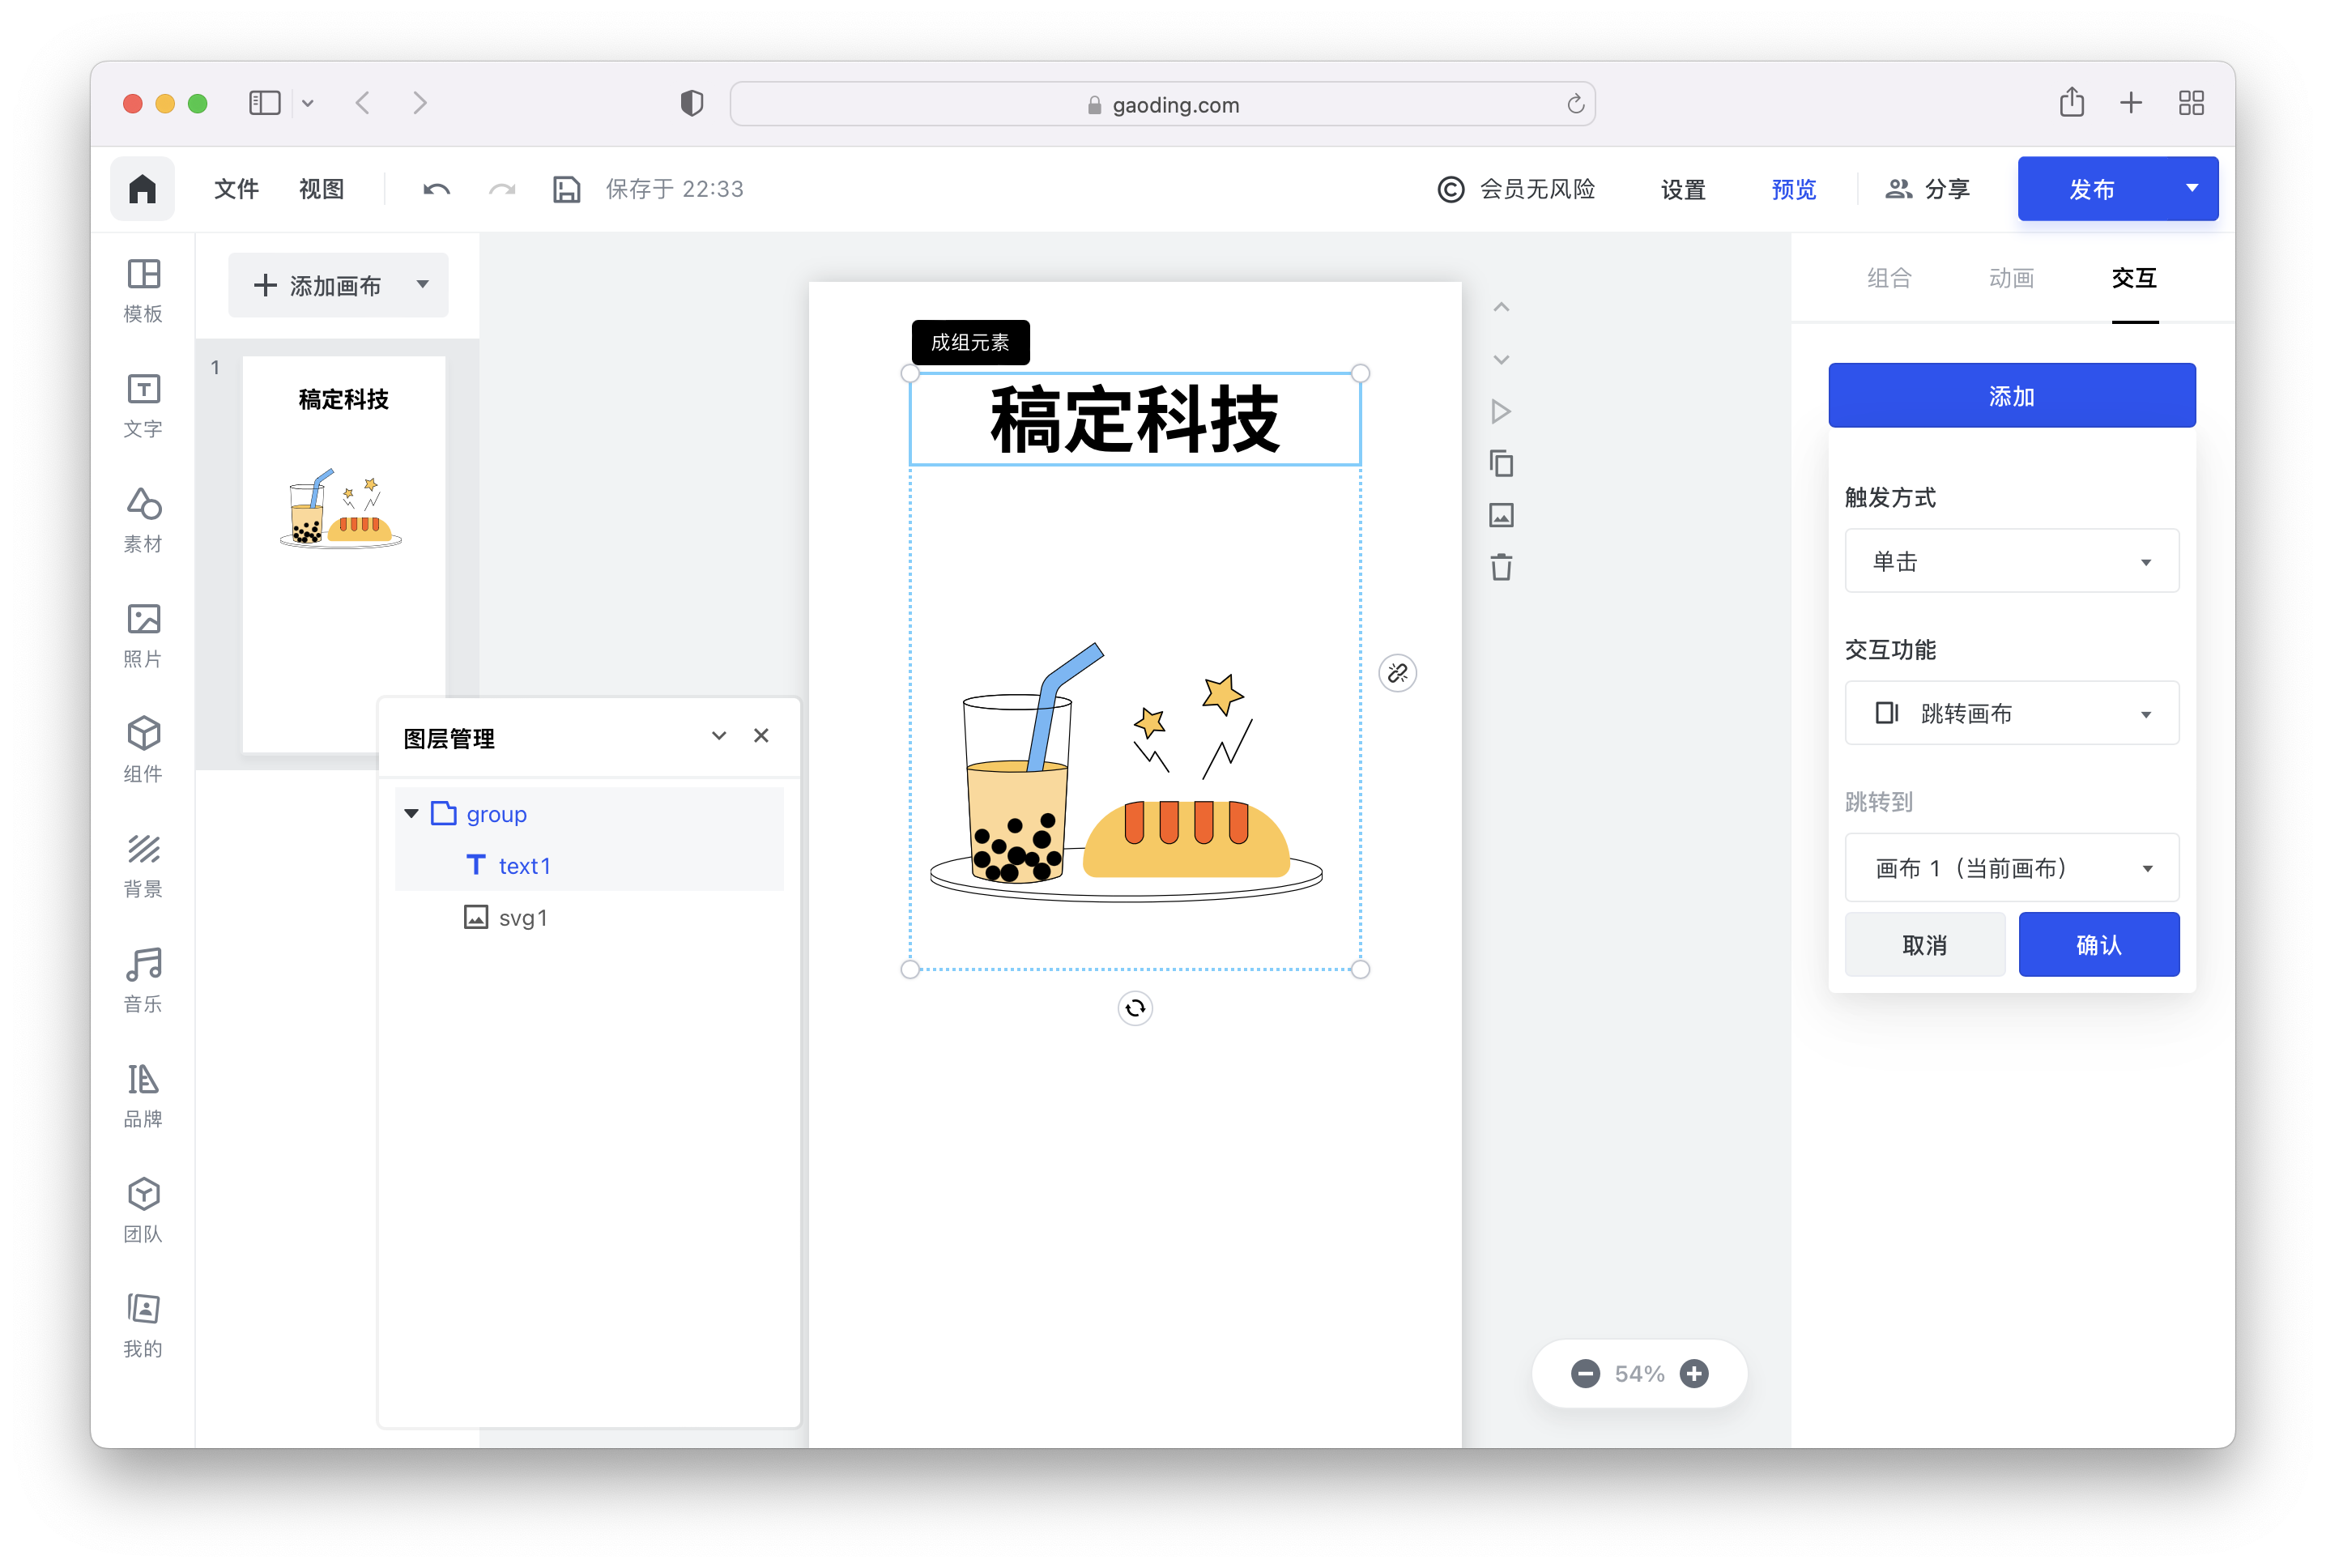 gaoding.com
文件
视图
保存于 22:33
会员无风险
设置
预览
分享
发布
模板
文字
素材
照片
组件
背景
音乐
品牌
团队
我的
添加画布
1
稿定科技
图层管理
group
text1
svg1
成组元素
稿定科技
54%
组合
动画
交互
添加
触发方式
单击
交互功能
跳转画布
跳转到
画布 1（当前画布）
取消
确认